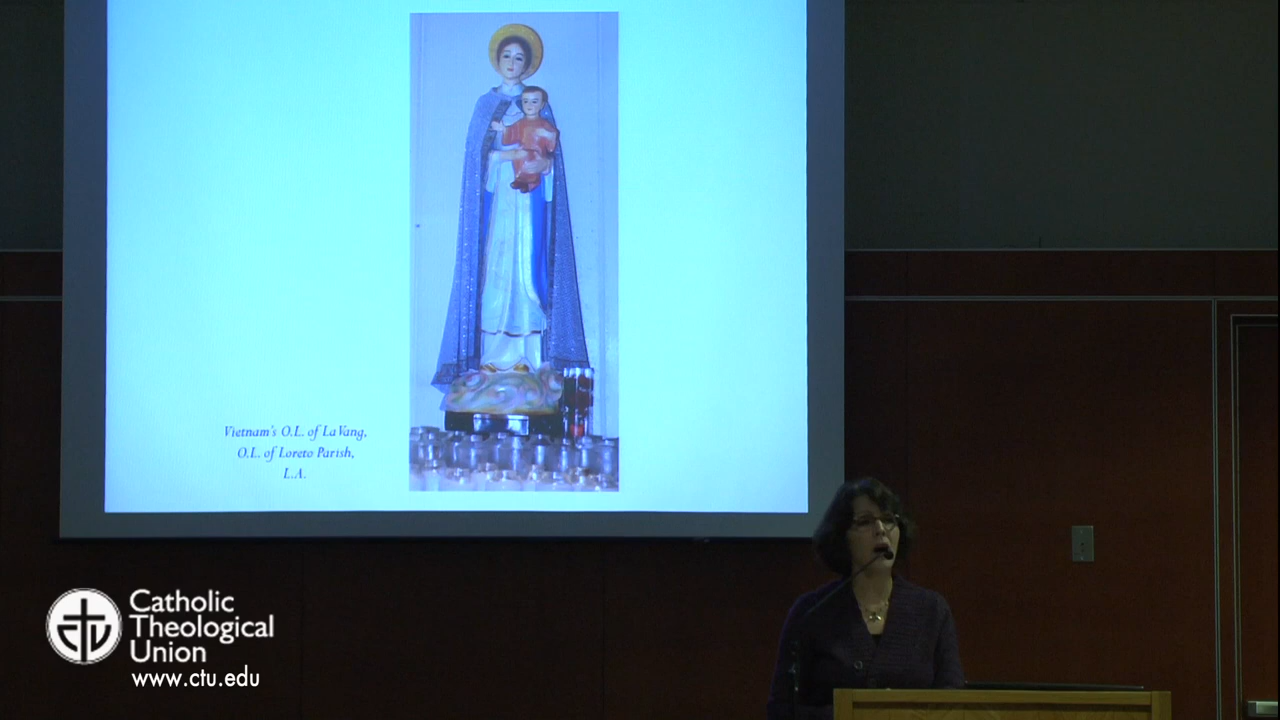 Vietnam's O.L. of La Vang,
O.L. of Loreto Parish,
L.A.
Catholic
Theological
Union
www.ctu.edu